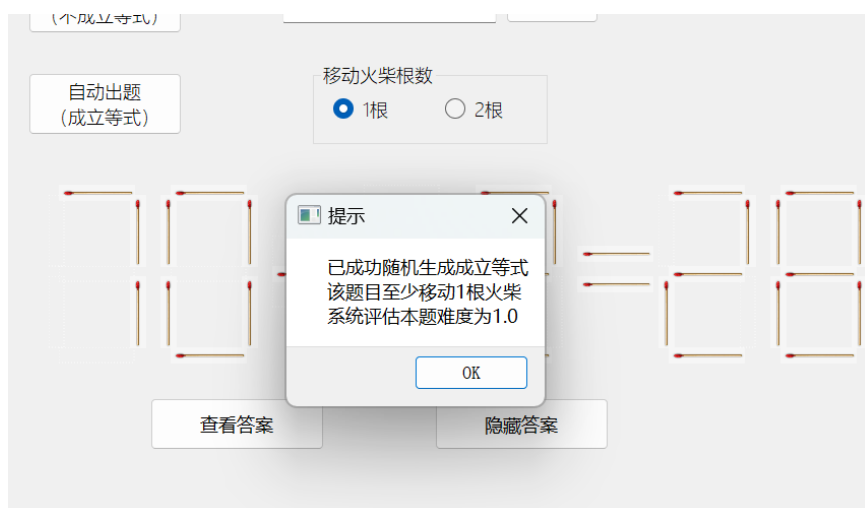 （不成立等式）
自动出题
（成立等式）
移动火柴根数
1根
2根
提示
已成功随机生成成立等式
该题目至少移动1根火柴
系统评估本题难度为1.0
OK
查看答案
隐藏答案